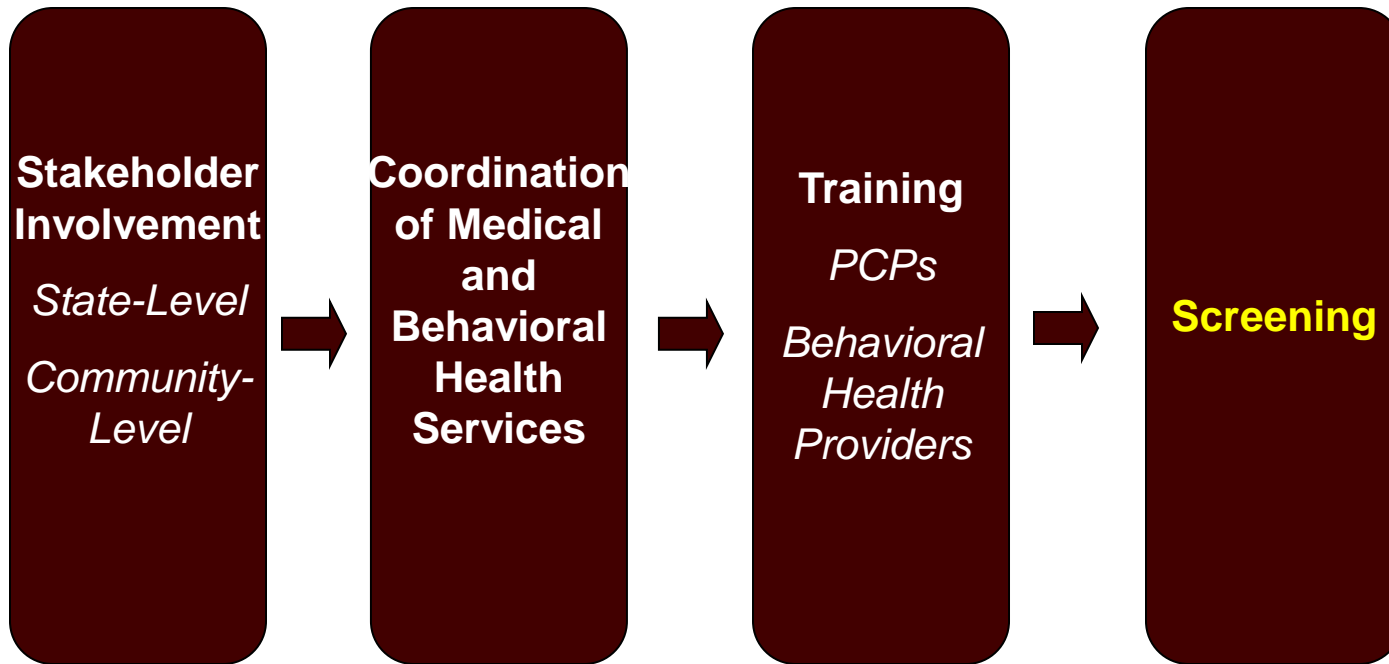 Stakeholder
Involvement
State-Level
Community-
Level
Coordination
of Medical
and
Behavioral
Health
Services
Training
PCPs
Behavioral
Health
Providers
Screening